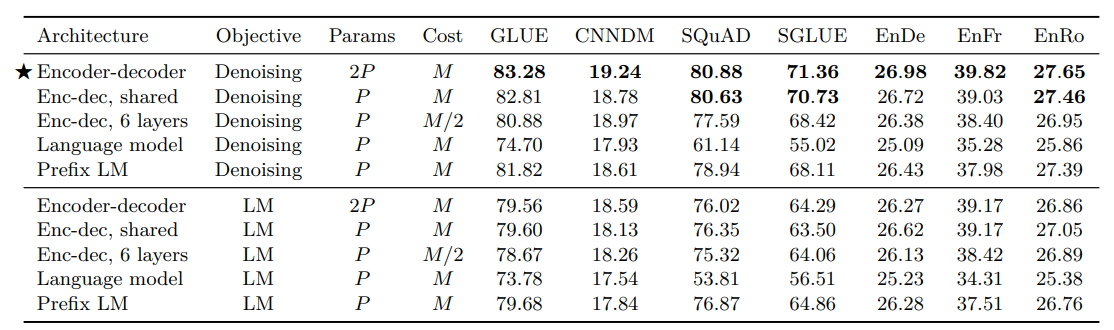 Architecture Objective Params Cost GLUE CNNDM SQuAD SGLUE EnDe EnFr EnRo
★ Encoder-decoder Denoising 2P M 83.28 19.24 80.88 71.36 26.98 39.82 27.65
Enc-dec, shared Denoising P M 82.81 18.78 80.63 70.73 26.72 39.03 27.46
Enc-dec, 6 layers Denoising P M/2 80.88 18.97 77.59 68.42 26.38 38.40 26.95
Language model Denoising P M 74.70 17.93 61.14 55.02 25.09 35.28 25.86
Prefix LM Denoising P M 81.82 18.61 78.94 68.11 26.43 37.98 27.39
Encoder-decoder LM 2P M 79.56 18.59 76.02 64.29 26.27 39.17 26.86
Enc-dec, shared LM P M 79.60 18.13 76.35 63.50 26.62 39.17 27.05
Enc-dec, 6 layers LM P M/2 78.67 18.26 75.32 64.06 26.13 38.42 26.89
Language model LM P M 73.78 17.54 53.81 56.51 25.23 34.31 25.38
Prefix LM LM P M 79.68 17.84 76.87 64.86 26.28 37.51 26.76